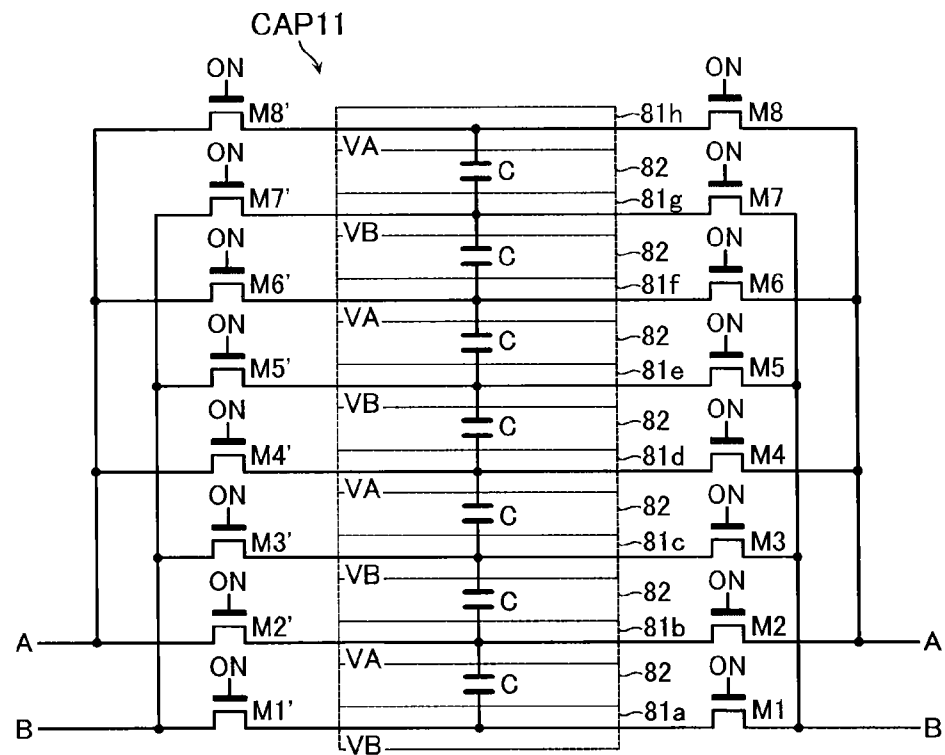 CAP11
ON ON
M8' 81h M8
VA
ON C 82 ON
M7' 81g M7
VB
ON C 82 ON
M6' 81f M6
VA
ON C 82 ON
M5' 81e M5
VB
ON C 82 ON
M4' 81d M4
VA
ON C 82 ON
M3' 81c M3
VB
ON C 82 ON
A M2' 81b M2 A
VA
ON C 82 ON
B M1' 81a M1 B
VB